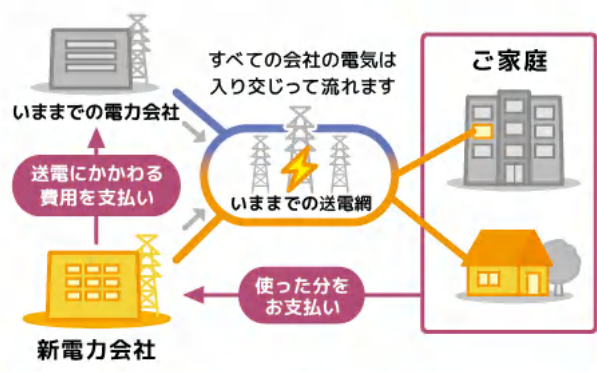 すべての会社の電気は
入り交じって流れます
ご家庭
いままでの電力会社
送電にかかわる
費用を支払い
いままでの送電網
使った分を
お支払い
新電力会社